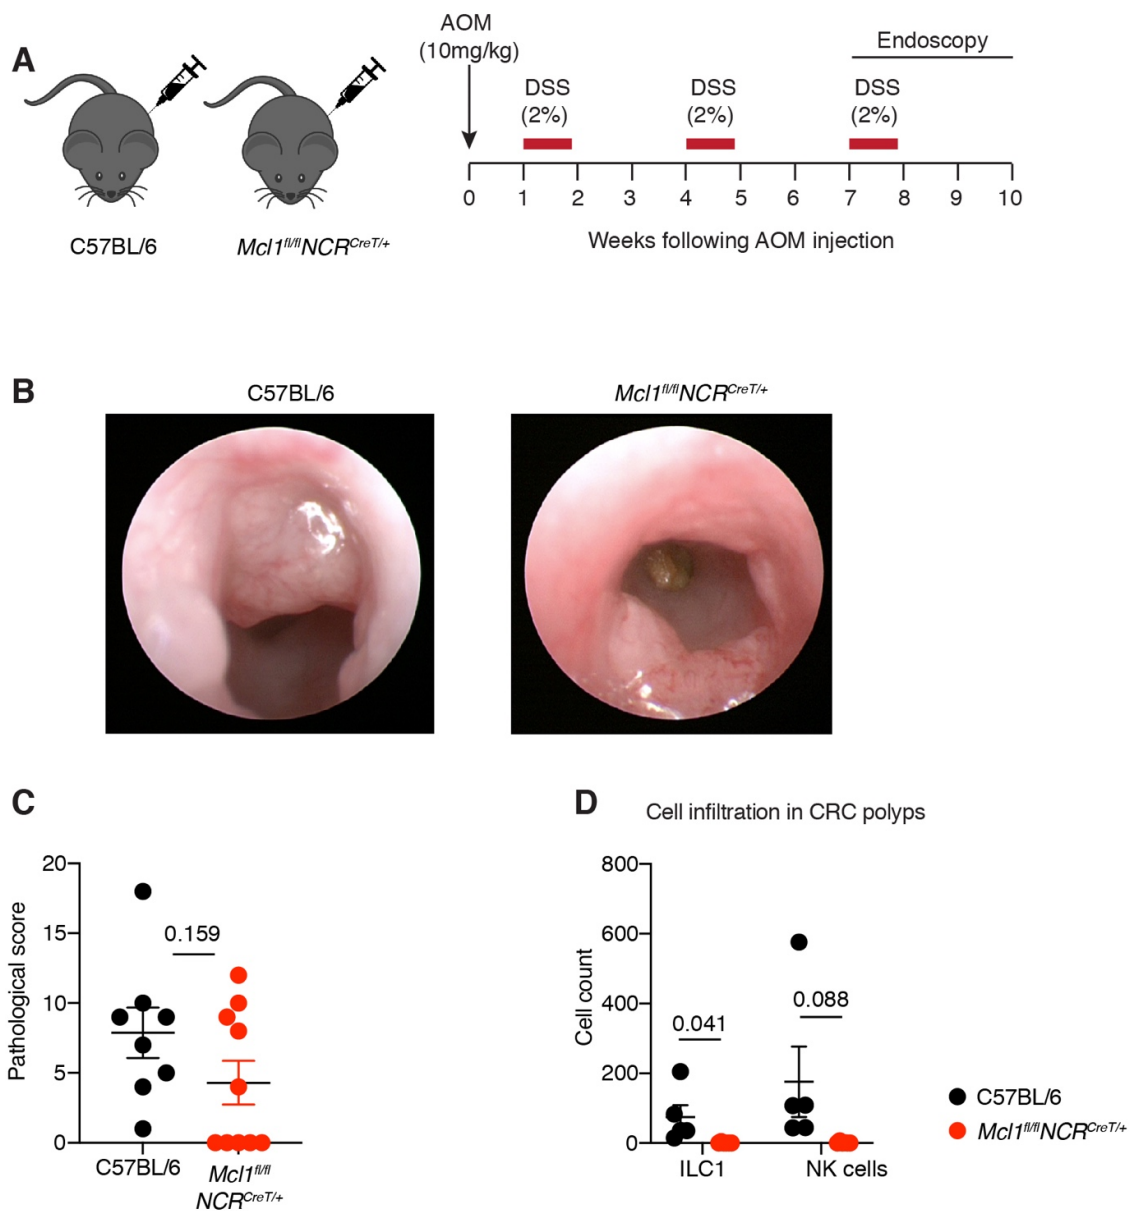 A
C57BL/6
Mcl1fl/flNCRCreT/+
AOM
(10mg/kg)
DSS
(2%)
DSS
(2%)
DSS
(2%)
Endoscopy
0 1 2 3 4 5 6 7 8 9 10
Weeks following AOM injection
B
C57BL/6
Mcl1fl/flNCRCreT/+
C
Pathological score
20
15
10
5
0
0.159
C57BL/6
Mcl1fl/fl
NCRCreT/+
D
Cell infiltration in CRC polyps
Cell count
800
600
400
200
0
0.041
0.088
ILC1
NK cells
C57BL/6
Mcl1fl/flNCRCreT/+